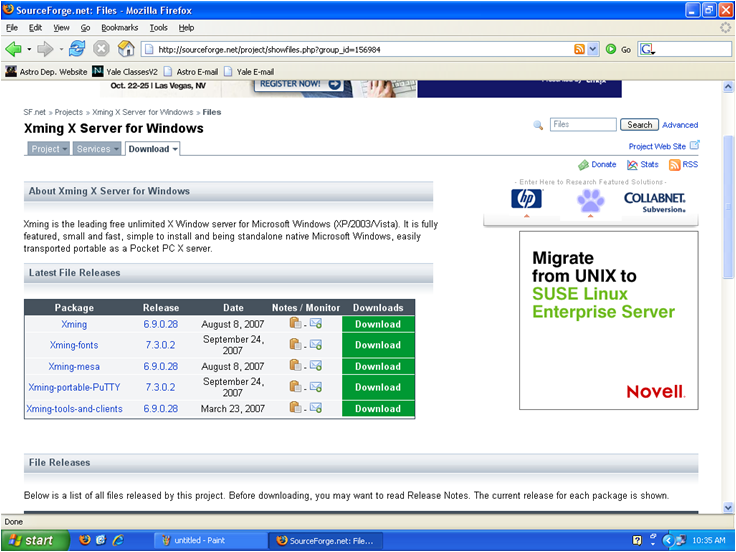 SourceForge.net: Files - Mozilla Firefox
File Edit View Go Bookmarks Tools Help
http://sourceforge.net/project/showfiles.php?group_id=156984 Go G
Astro Dep. Website Yale ClassesV2 Astro E-mail Yale E-mail
Oct. 22-25 | Las Vegas, NV REGISTER NOW!
SF.net » Projects » Xming X Server for Windows » Files
Xming X Server for Windows
Files Search Advanced
Project Services Download
Project Web Site
Donate Stats RSS
About Xming X Server for Windows
- Enter Here to Research Featured Solutions -
hp COLLABNET
Subversion.
Xming is the leading free unlimited X Window server for Microsoft Windows (XP/2003/Vista). It is fully
featured, small and fast, simple to install and being standalone native Microsoft Windows, easily
transported portable as a Pocket PC X server.
Migrate
from UNIX to
SUSE Linux
Enterprise Server
Novell.
Latest File Releases
Package Release Date Notes / Monitor Downloads
Xming 6.9.0.28 August 8, 2007 - Download
Xming-fonts 7.3.0.2 September 24,
2007 - Download
Xming-mesa 6.9.0.28 August 8, 2007 - Download
Xming-portable-PuTTY 7.3.0.2 September 24,
2007 - Download
Xming-tools-and-clients 6.9.0.28 March 23, 2007 - Download
File Releases
Below is a list of all files released by this project. Before downloading, you may want to read Release Notes. The current release for each package is shown.
Done
start untitled - Paint SourceForge.net: File... 10:35 AM